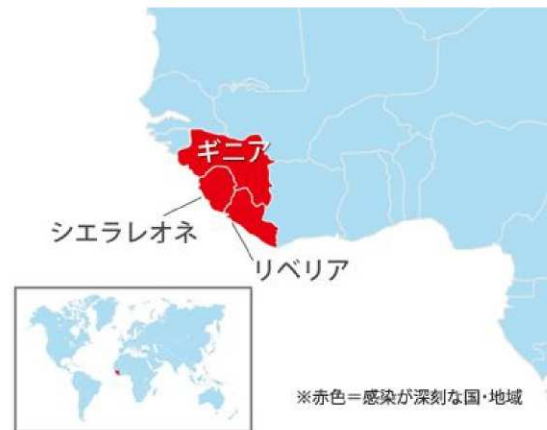 ギニア
シエラレオネ
リベリア
※赤色=感染が深刻な国・地域